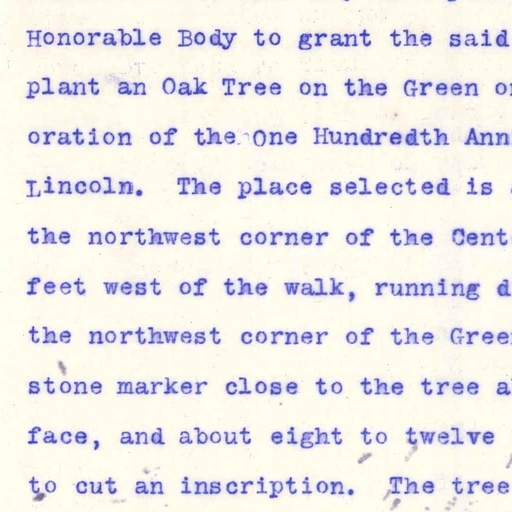 Honorable Body to grant the said
plant an Oak Tree on the Green
oration of the One Hundredth Ann
Lincoln. The place selected is
the northwest corner of the Cent
feet west of the walk, running d
the northwest corner of the Gree
stone marker close to the tree a
face, and about eight to twelve
to cut an inscription. The tree